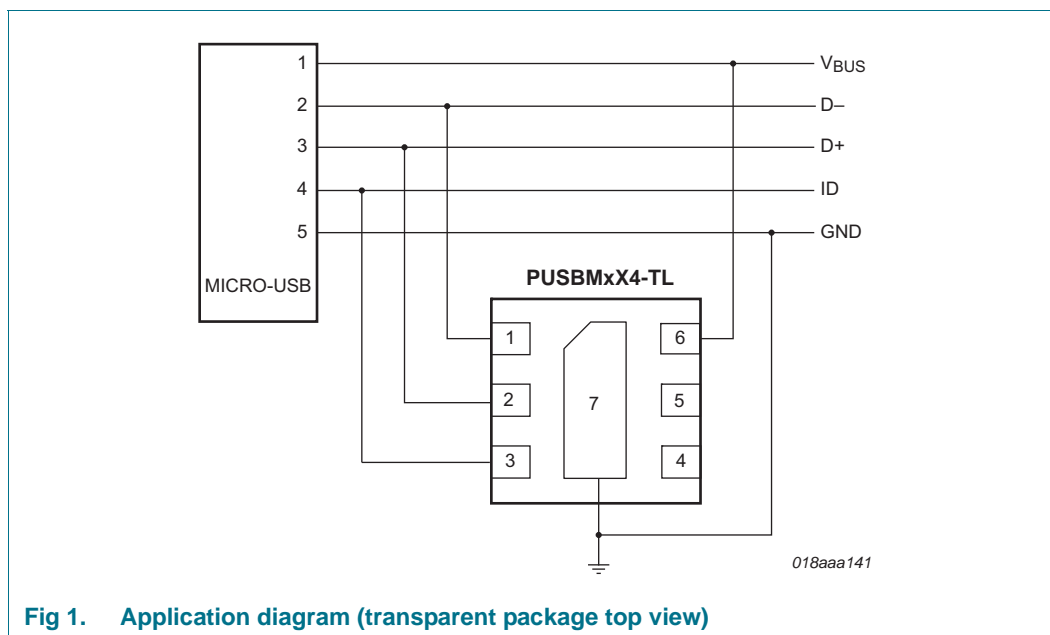 1 V_BUS
2 D–
3 D+
4 ID
5 GND
MICRO-USB
PUSBMxX4-TL
1 6
2 7 5
3 4
018aaa141
Fig 1. Application diagram (transparent package top view)